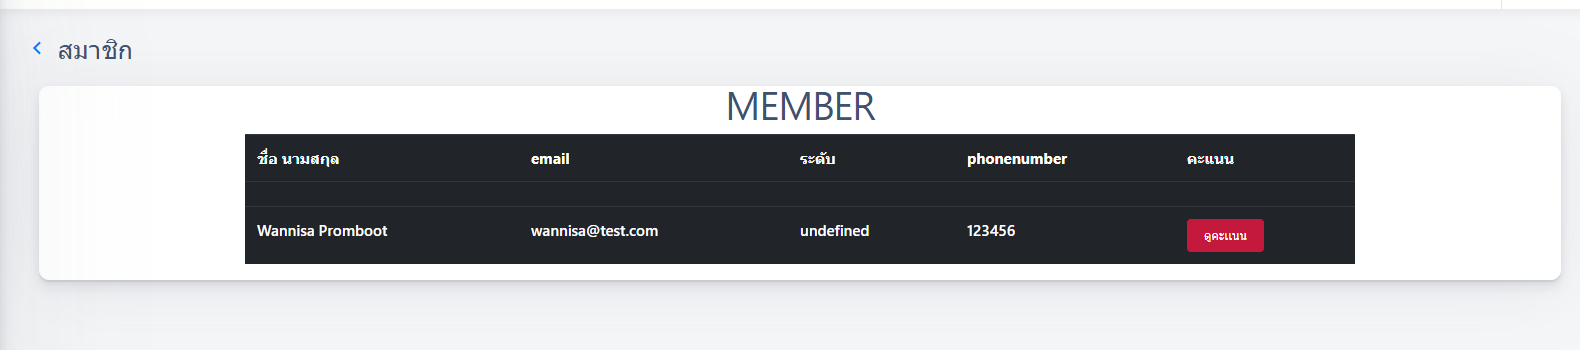 สมาชิก
MEMBER
ชื่อ นามสกุล email ระดับ phonenumber คะแนน
Wannisa Promboot wannisa@test.com undefined 123456 ดูคะแนน